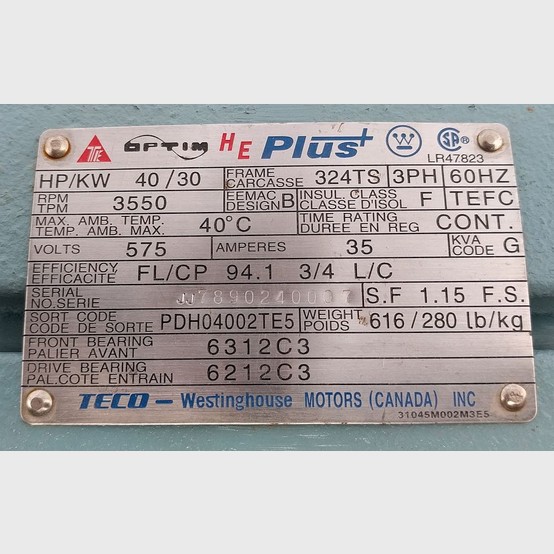 TTE OPTIM HE Plus+ W SA LR47823
HP/KW 40/30 FRAME CARCASSE 324TS 3PH 60HZ
RPM TPM 3550 EEMAC DESIGN B INSUL CLASS CLASSE D'ISOL F TEFC
MAX. AMB. TEMP. TEMP. AMB. MAX. 40°C TIME RATING DUREE EN REG CONT.
VOLTS 575 AMPERES 35 KVA CODE G
EFFICIENCY EFFICACITE FL/CP 94.1 3/4 L/C
SERIAL NO.SERIE S.F 1.15 F.S.
SORT CODE CODE DE SORTE PDH04002TE5 WEIGHT POIDS 616/280 lb/kg
FRONT BEARING PALIER AVANT 6312C3
DRIVE BEARING PAL.COTE ENTRAIN 6212C3
TECO – Westinghouse MOTORS (CANADA) INC
31045M002M3E5